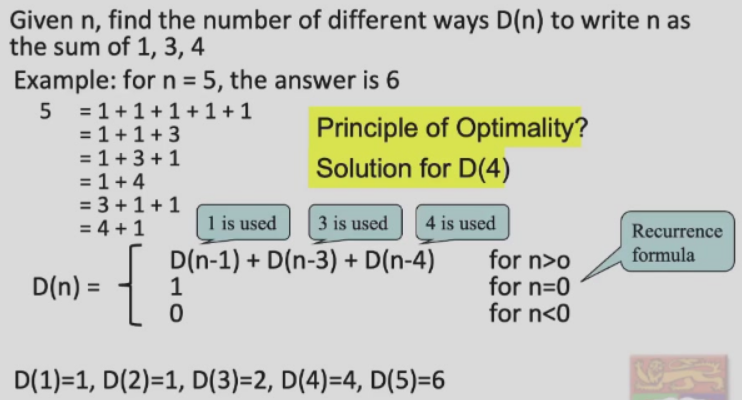 Given n, find the number of different ways D(n) to write n as
the sum of 1, 3, 4
Example: for n = 5, the answer is 6
5 = 1 + 1 + 1 + 1 + 1
= 1 + 1 + 3
= 1 + 3 + 1
= 1 + 4
= 3 + 1 + 1
= 4 + 1
Principle of Optimality?
Solution for D(4)
1 is used
3 is used
4 is used
Recurrence
formula
D(n) =
D(n-1) + D(n-3) + D(n-4) for n>o
1 for n=0
0 for n<0
D(1)=1, D(2)=1, D(3)=2, D(4)=4, D(5)=6